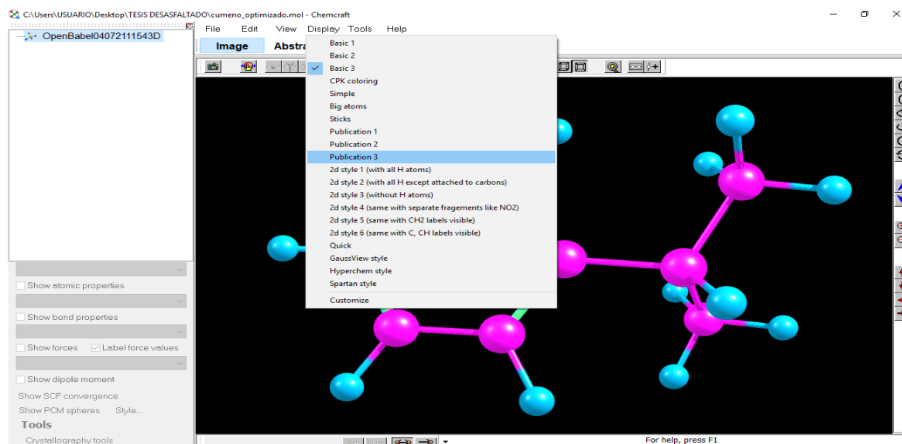 C:\Users\USUARIO\Desktop\TESIS DESASFALTADO\cumeno_optimizado.mol - Chemcraft
OpenBabel04072111543D
File Edit View Display Tools Help
Image Abstra
Basic 1
Basic 2
Basic 3
CPK coloring
Simple
Big atoms
Sticks
Publication 1
Publication 2
Publication 3
2d style 1 (with all H atoms)
2d style 2 (with all H except attached to carbons)
2d style 3 (without H atoms)
2d style 4 (same with separate fragements like NO2)
2d style 5 (same with CH2 labels visible)
2d style 6 (same with C, CH labels visible)
Quick
GaussView style
Hyperchem style
Spartan style
Customize
Show atomic properties
Show bond properties
Show forces Label force values
Show dipole moment
Show SCF convergence
Show PCM spheres Style...
Tools
Crystallography tools
For help, press F1